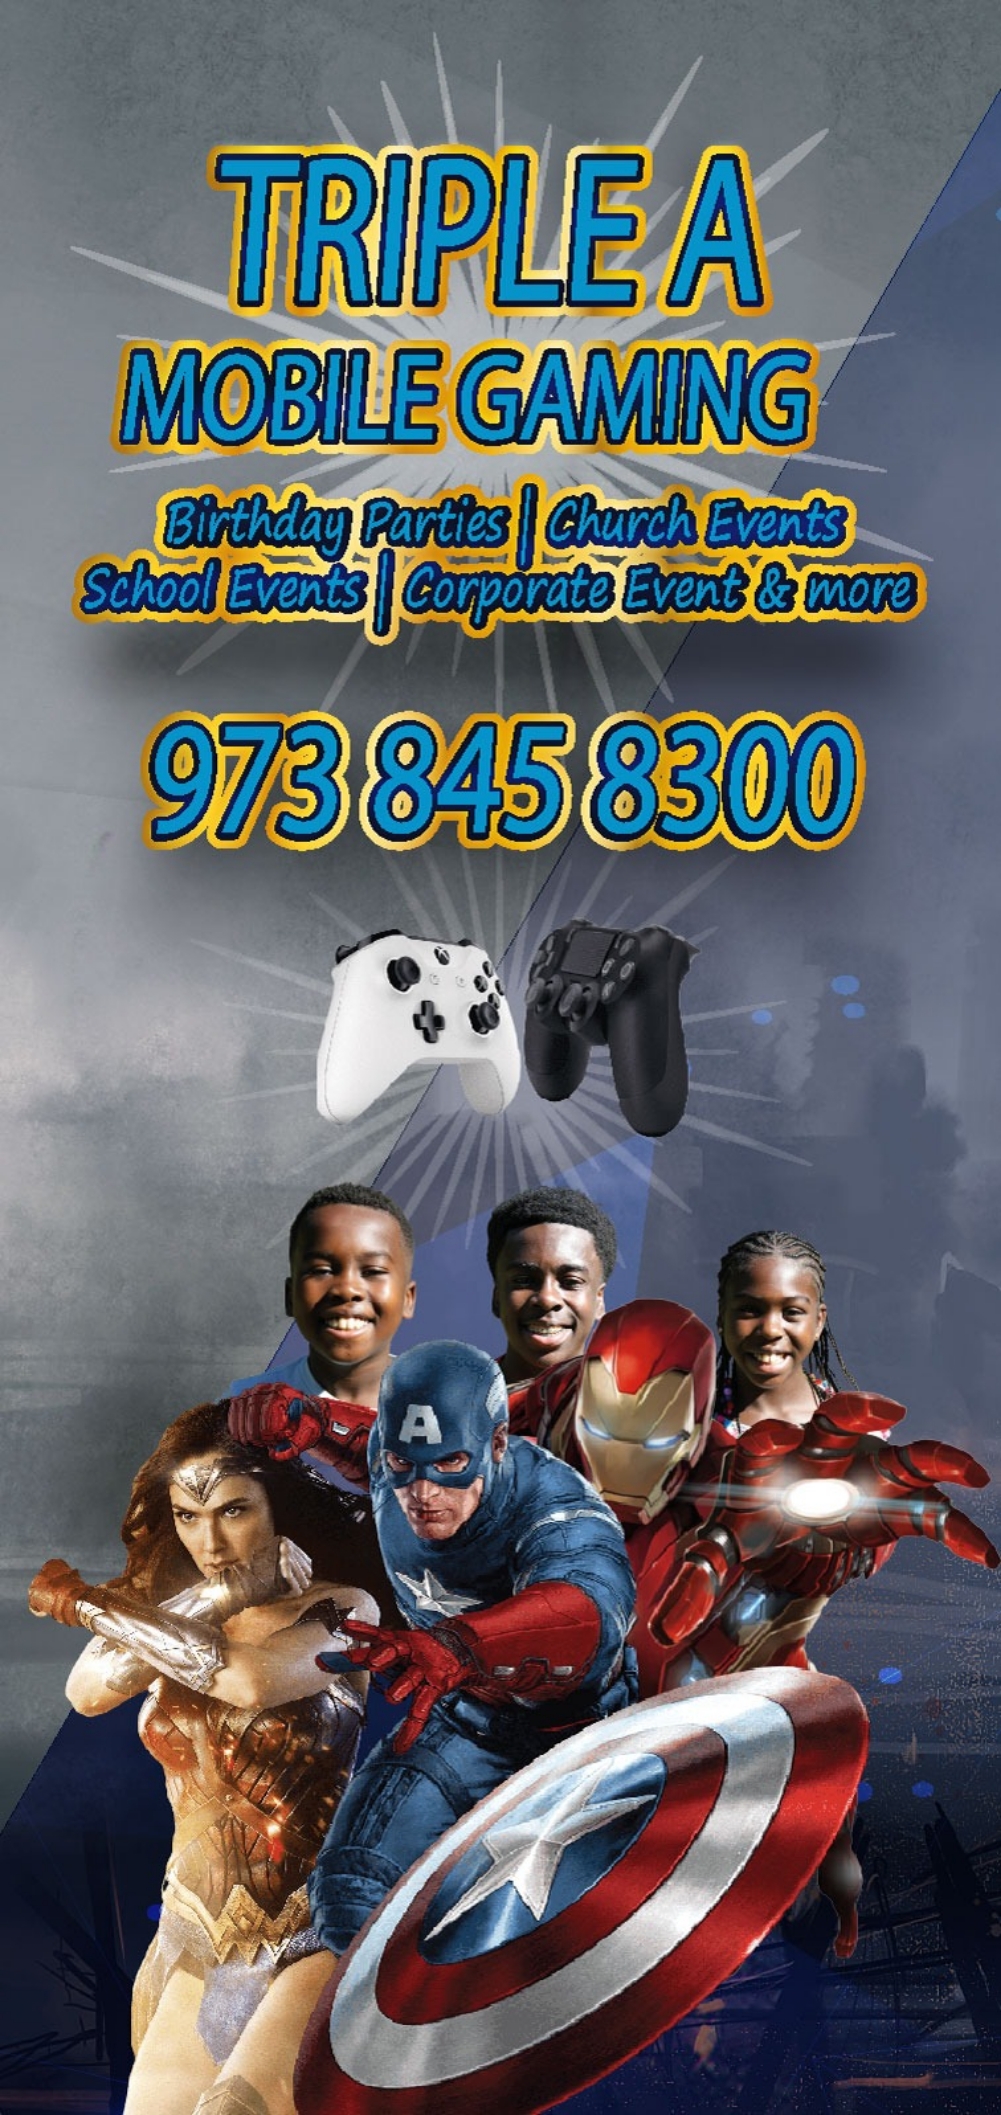 TRIPLE A
MOBILE GAMING
Birthday Parties | Church Events
School Events | Corporate Event & more
973 845 8300
A